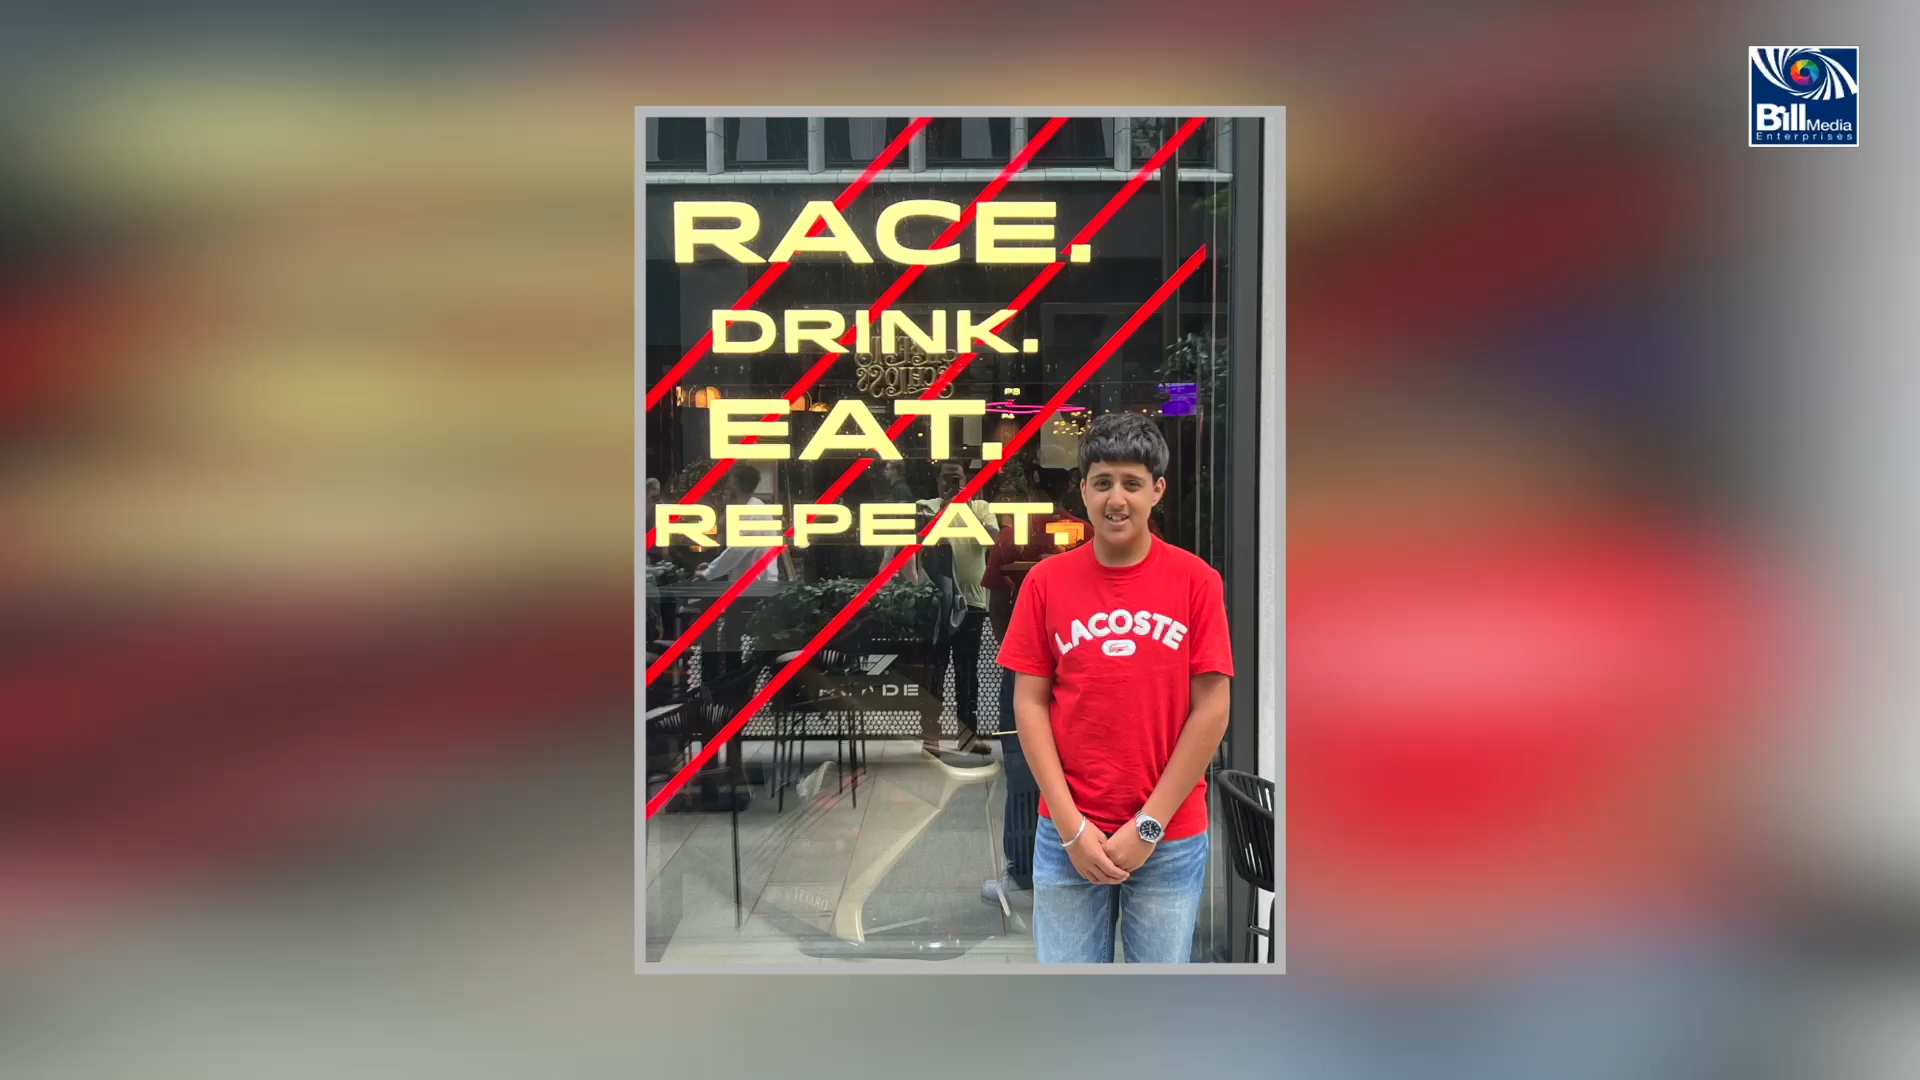 Bill Media
Enterprises
RACE.
DRINK.
EAT.
REPEAT.
LACOSTE